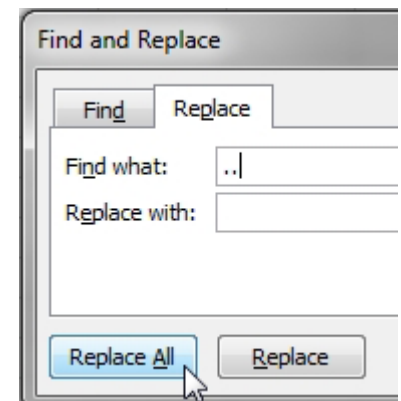 Find and Replace
Find Replace
Find what: ..
Replace with:
Replace All Replace